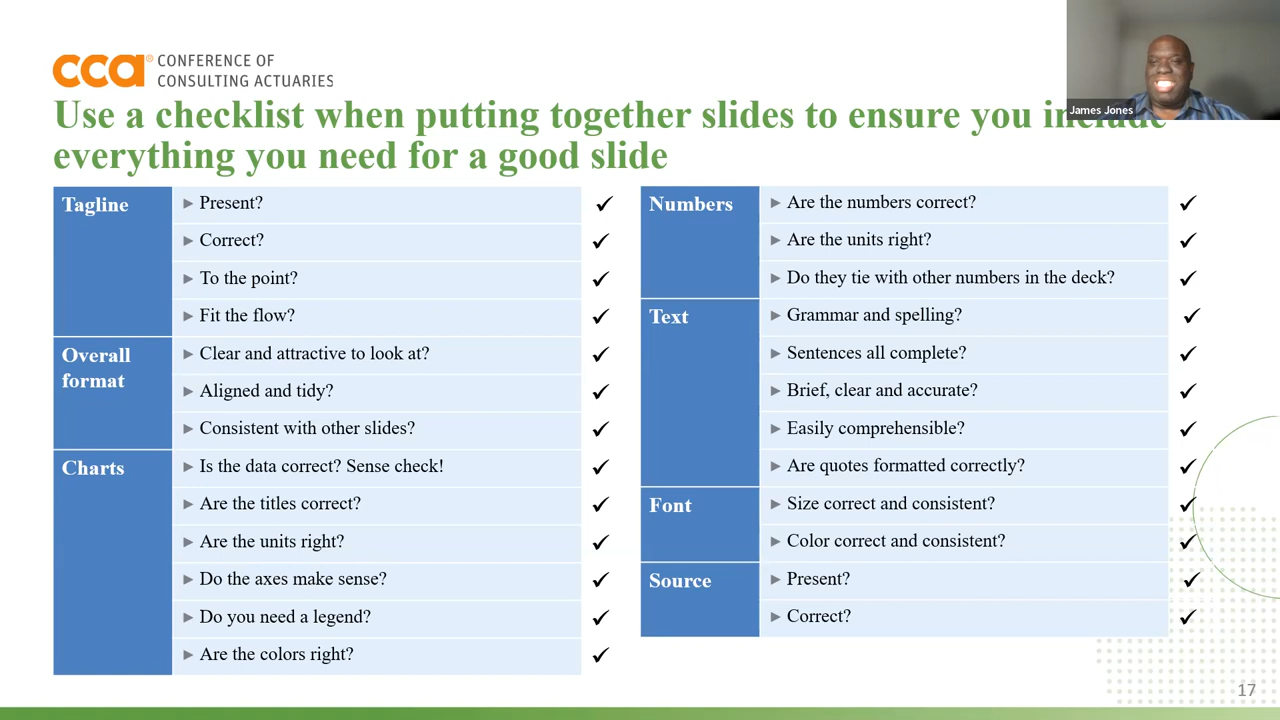 cca® CONFERENCE OF
CONSULTING ACTUARIES
James Jones
Use a checklist when putting together slides to ensure you include
everything you need for a good slide
Tagline
Present? ✓
Correct? ✓
To the point? ✓
Fit the flow? ✓
Overall
format
Clear and attractive to look at? ✓
Aligned and tidy? ✓
Consistent with other slides? ✓
Charts
Is the data correct? Sense check! ✓
Are the titles correct? ✓
Are the units right? ✓
Do the axes make sense? ✓
Do you need a legend? ✓
Are the colors right? ✓
Numbers
Are the numbers correct? ✓
Are the units right? ✓
Do they tie with other numbers in the deck? ✓
Text
Grammar and spelling? ✓
Sentences all complete? ✓
Brief, clear and accurate? ✓
Easily comprehensible? ✓
Are quotes formatted correctly? ✓
Font
Size correct and consistent? ✓
Color correct and consistent? ✓
Source
Present? ✓
Correct? ✓
17